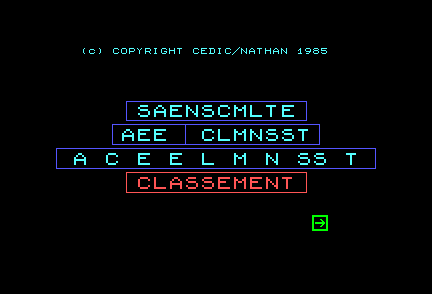 (c) COPYRIGHT CEDIC/NATHAN 1985
SAENSCMLTE
AEE CLMNSST
A C E E L M N SS T
CLASSEMENT